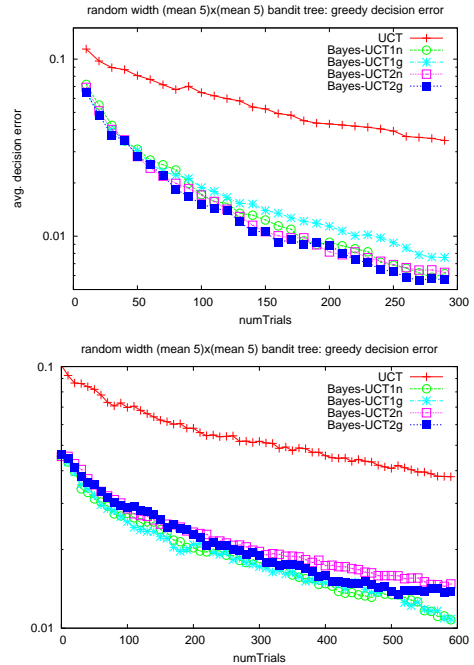 random width (mean 5)x(mean 5) bandit tree: greedy decision error
UCT
Bayes-UCT1n
Bayes-UCT1g
Bayes-UCT2n
Bayes-UCT2g
0.1
0.01
avg. decision error
0 50 100 150 200 250 300
numTrials
random width (mean 5)x(mean 5) bandit tree: greedy decision error
UCT
Bayes-UCT1n
Bayes-UCT1g
Bayes-UCT2n
Bayes-UCT2g
0.1
0.01
0 100 200 300 400 500 600
numTrials